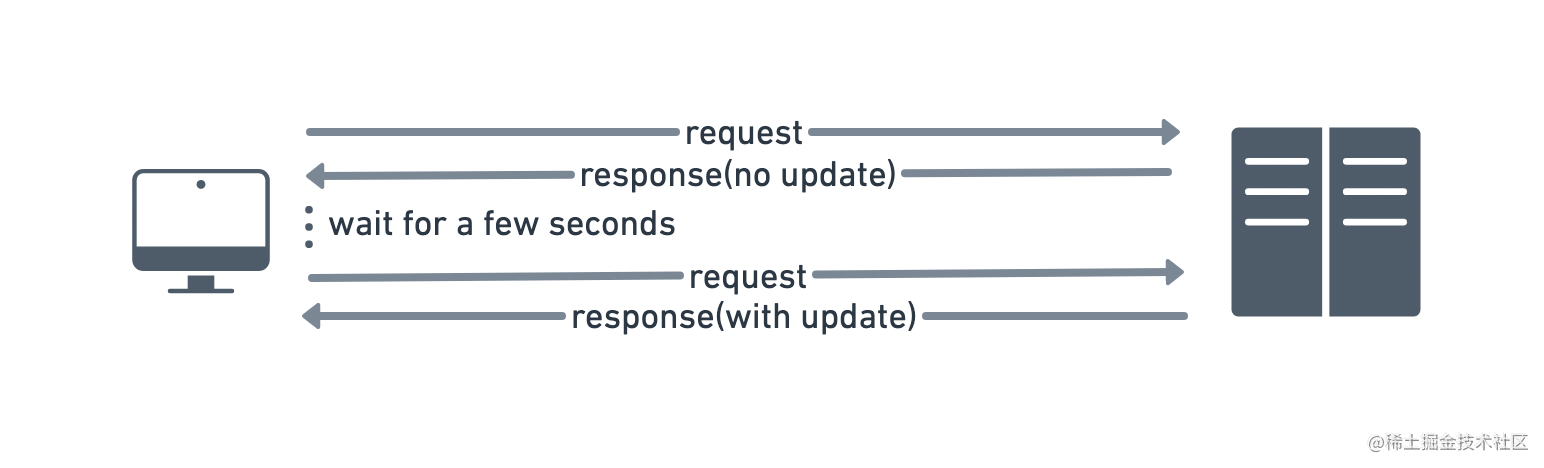 request
response(no update)
wait for a few seconds
request
response(with update)
@稀土掘金技术社区